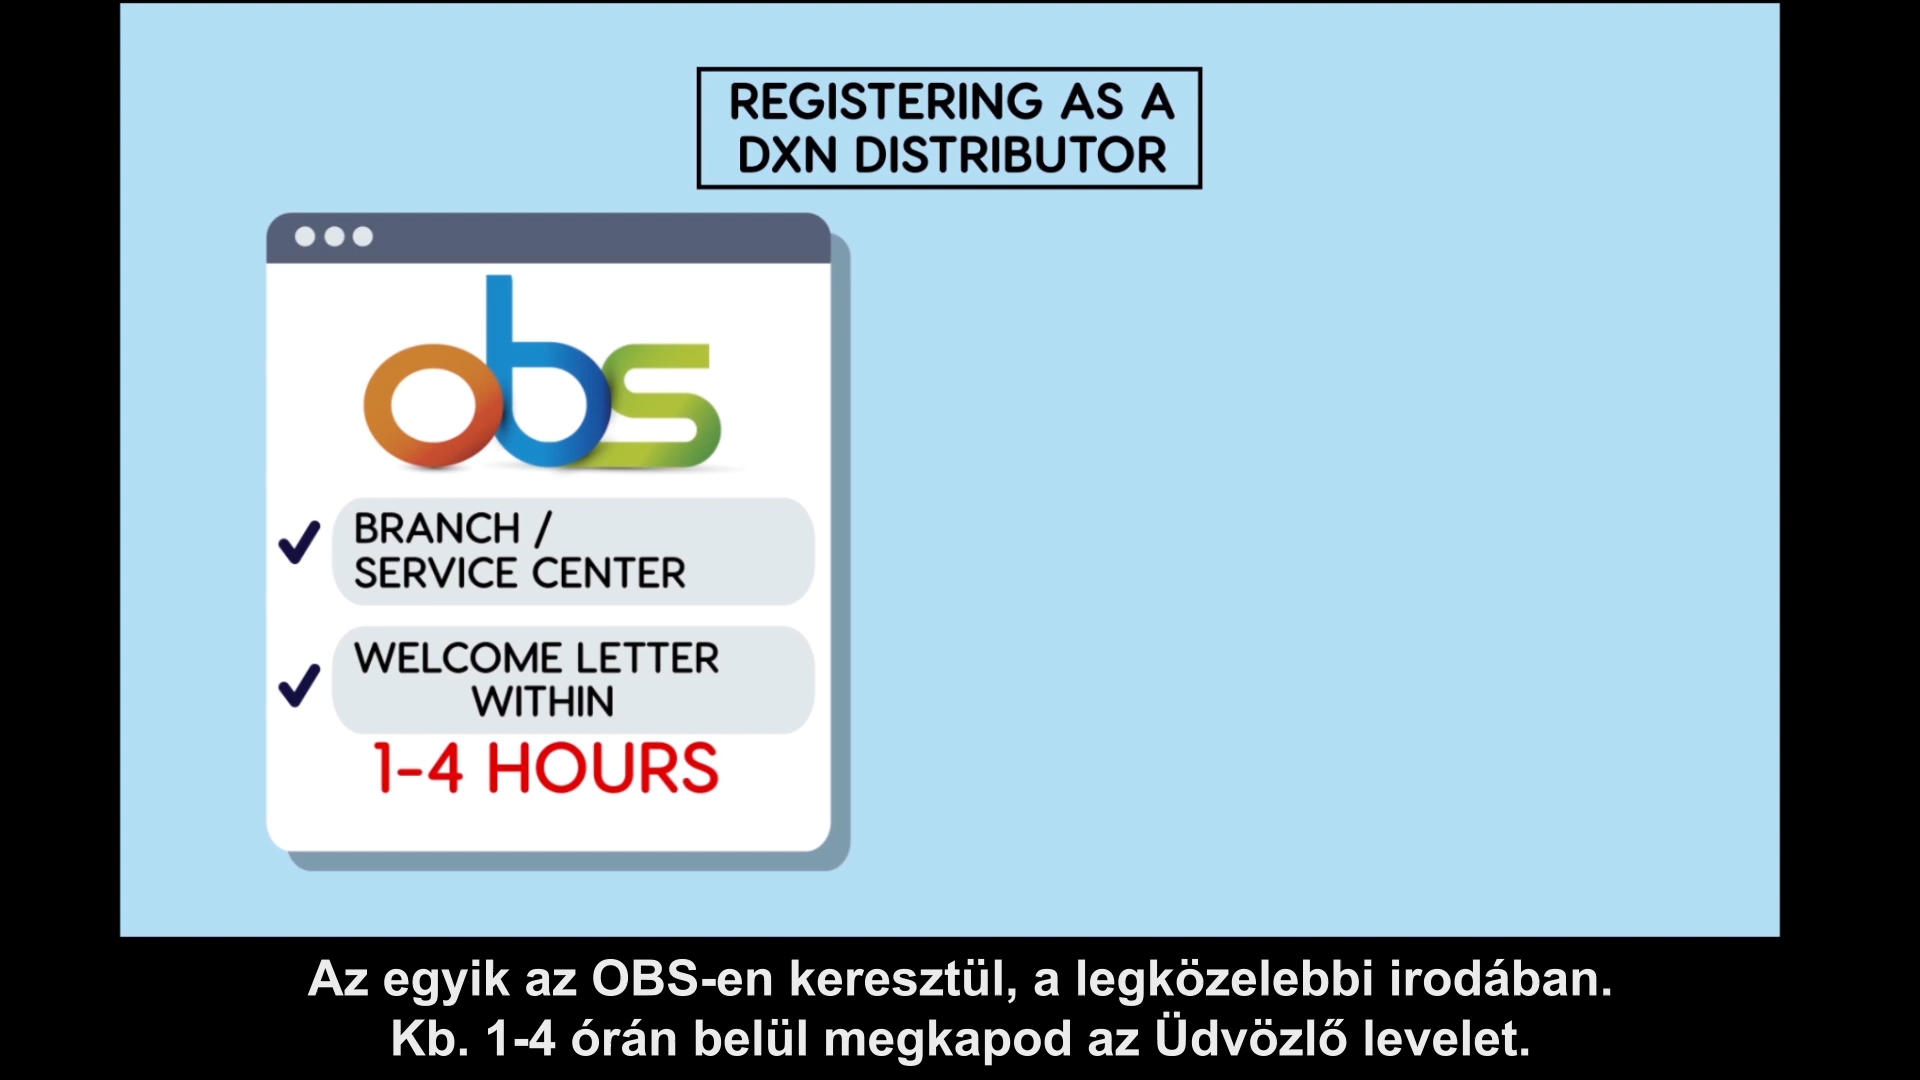 REGISTERING AS A
DXN DISTRIBUTOR
obs
BRANCH /
SERVICE CENTER
WELCOME LETTER
WITHIN
1-4 HOURS
Az egyik az OBS-en keresztül, a legközelebbi irodában.
Kb. 1-4 órán belül megkapod az Üdvözlő levelet.